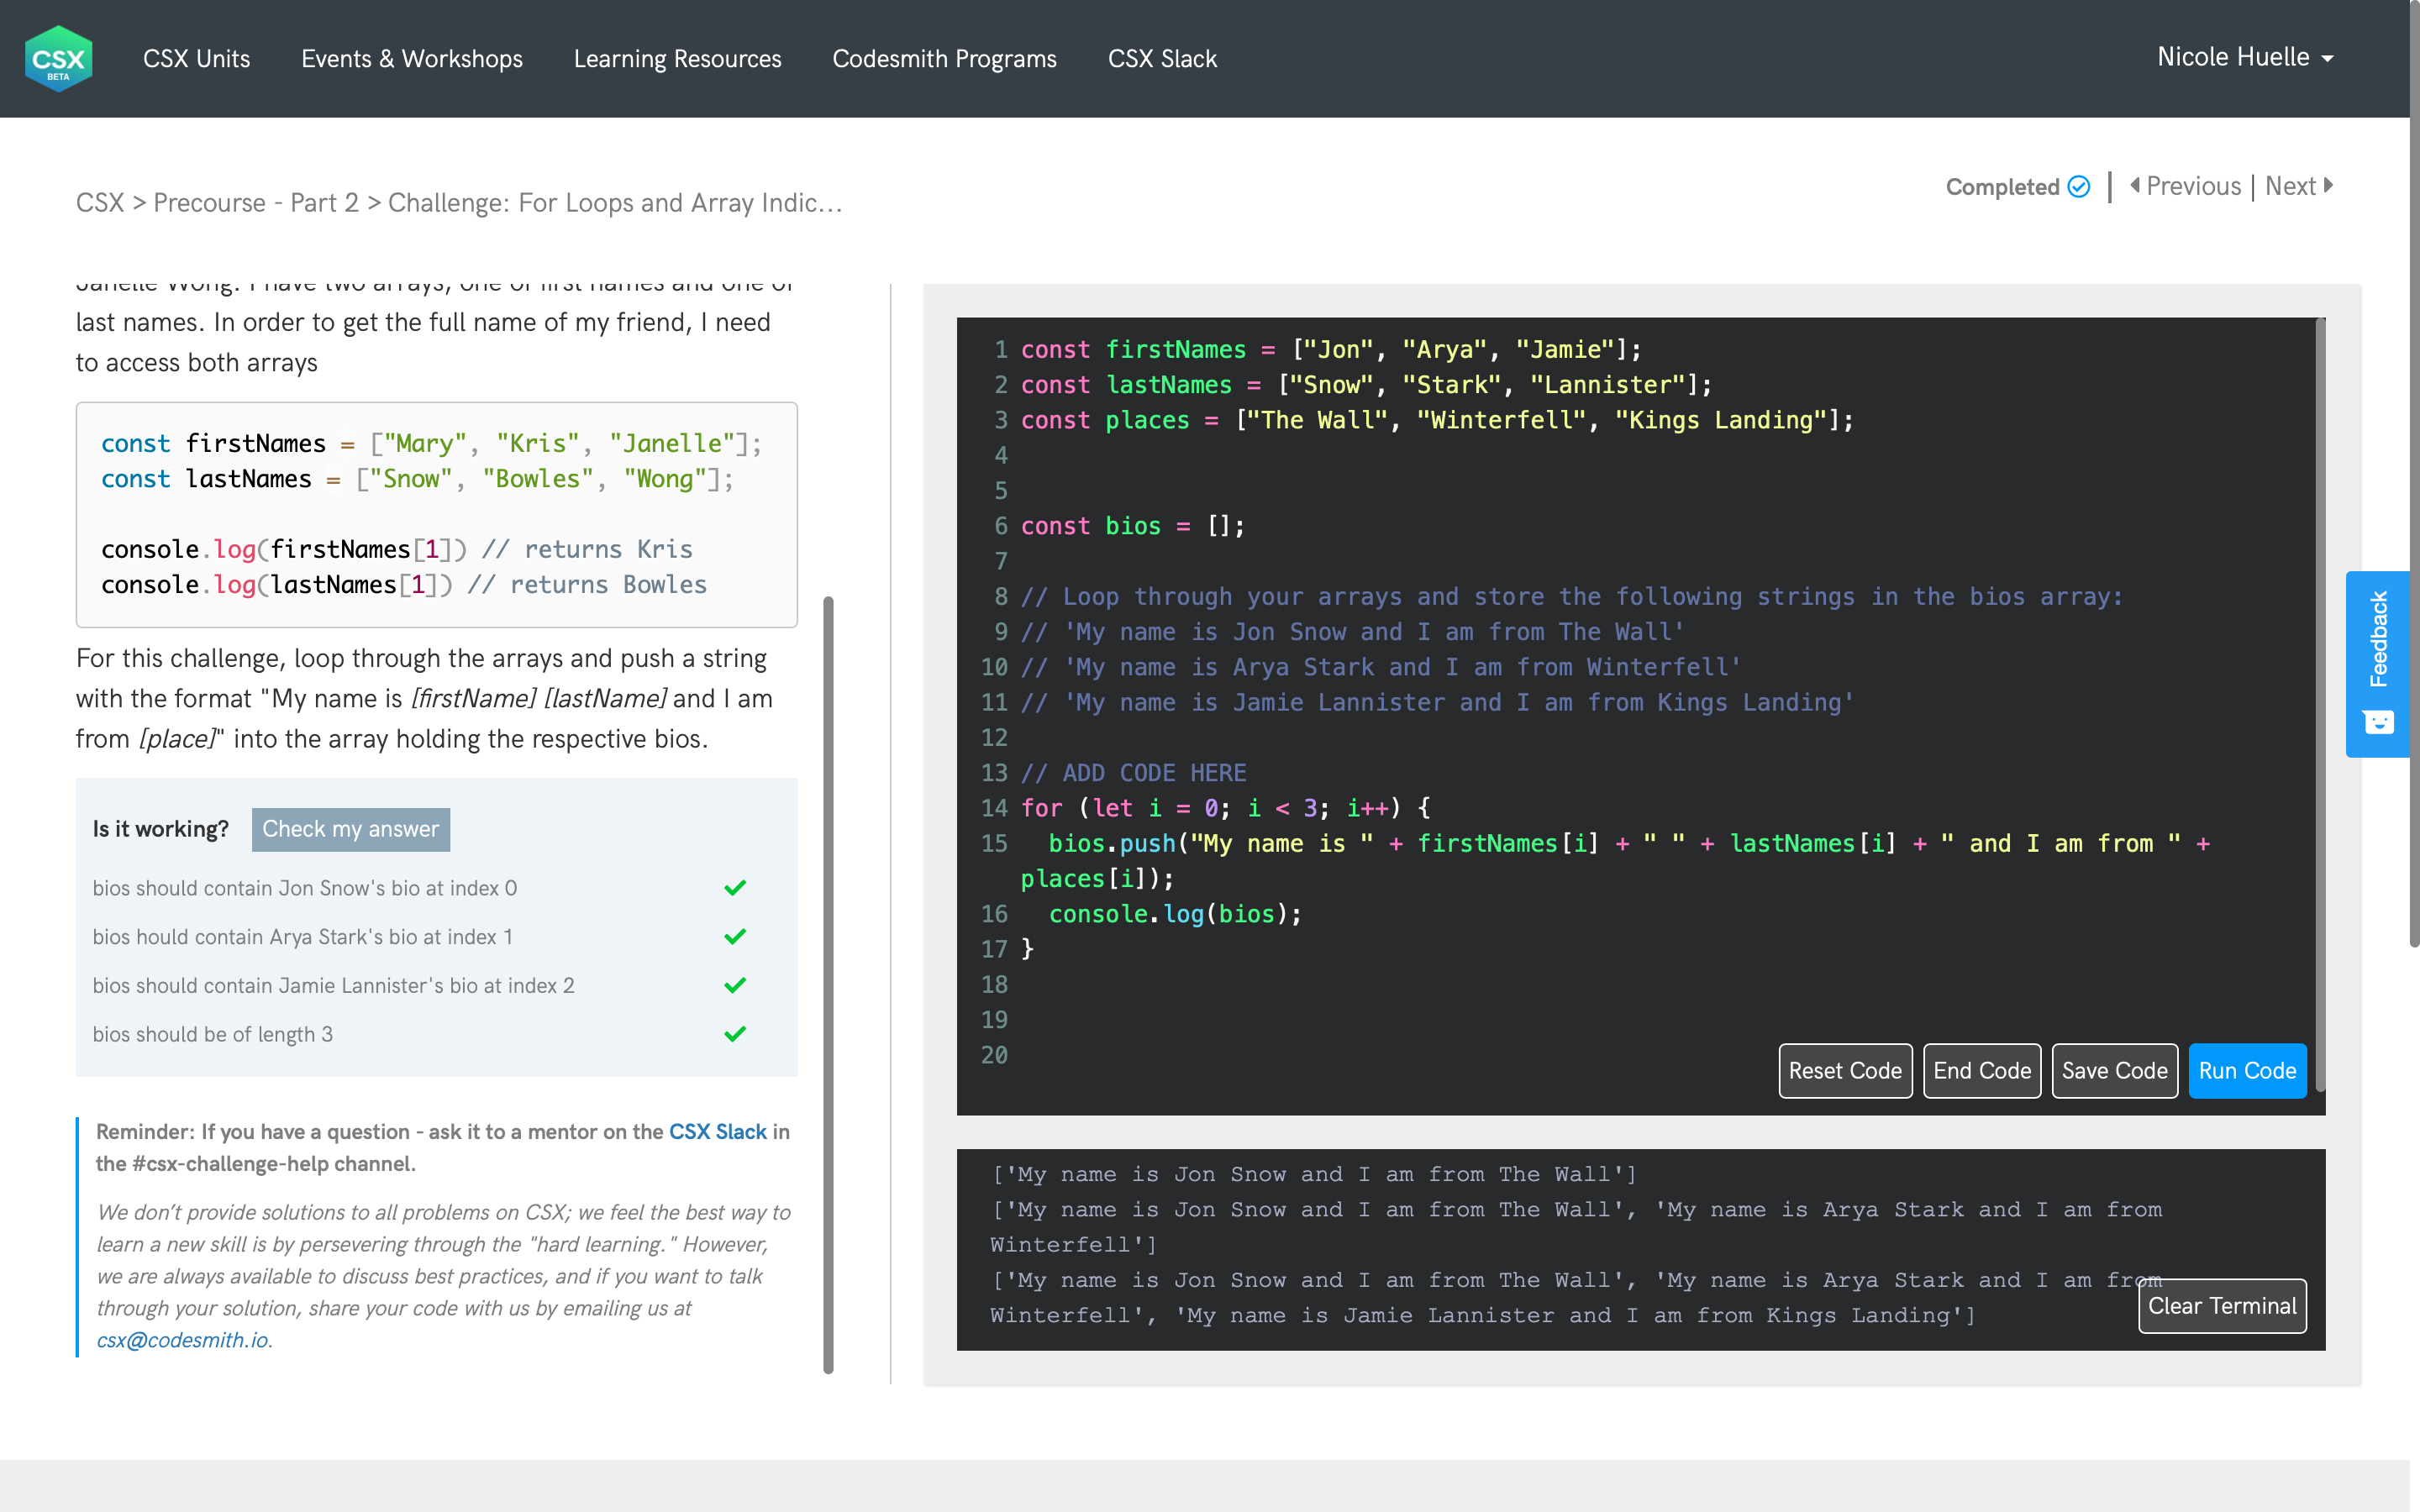 CSX
BETA
CSX Units
Events & Workshops
Learning Resources
Codesmith Programs
CSX Slack
Nicole Huelle
CSX > Precourse - Part 2 > Challenge: For Loops and Array Indic...
Completed | Previous | Next
Janelle Wong. I have two arrays, one of first names and one of
last names. In order to get the full name of my friend, I need
to access both arrays
const firstNames = ["Mary", "Kris", "Janelle"];
const lastNames = ["Snow", "Bowles", "Wong"];
console.log(firstNames[1]) // returns Kris
console.log(lastNames[1]) // returns Bowles
For this challenge, loop through the arrays and push a string
with the format "My name is [firstName] [lastName] and I am
from [place]" into the array holding the respective bios.
Is it working?
Check my answer
bios should contain Jon Snow's bio at index 0
bios hould contain Arya Stark's bio at index 1
bios should contain Jamie Lannister's bio at index 2
bios should be of length 3
Reminder: If you have a question - ask it to a mentor on the CSX Slack in
the #csx-challenge-help channel.
We don't provide solutions to all problems on CSX; we feel the best way to
learn a new skill is by persevering through the "hard learning." However,
we are always available to discuss best practices, and if you want to talk
through your solution, share your code with us by emailing us at
csx@codesmith.io.
1 const firstNames = ["Jon", "Arya", "Jamie"];
2 const lastNames = ["Snow", "Stark", "Lannister"];
3 const places = ["The Wall", "Winterfell", "Kings Landing"];
4
5
6 const bios = [];
7
8 // Loop through your arrays and store the following strings in the bios array:
9 // 'My name is Jon Snow and I am from The Wall'
10 // 'My name is Arya Stark and I am from Winterfell'
11 // 'My name is Jamie Lannister and I am from Kings Landing'
12
13 // ADD CODE HERE
14 for (let i = 0; i < 3; i++) {
15   bios.push("My name is " + firstNames[i] + " " + lastNames[i] + " and I am from " +
places[i]);
16   console.log(bios);
17 }
18
19
20
Reset Code
End Code
Save Code
Run Code
['My name is Jon Snow and I am from The Wall']
['My name is Jon Snow and I am from The Wall', 'My name is Arya Stark and I am from
Winterfell']
['My name is Jon Snow and I am from The Wall', 'My name is Arya Stark and I am from
Winterfell', 'My name is Jamie Lannister and I am from Kings Landing']
Clear Terminal
Feedback